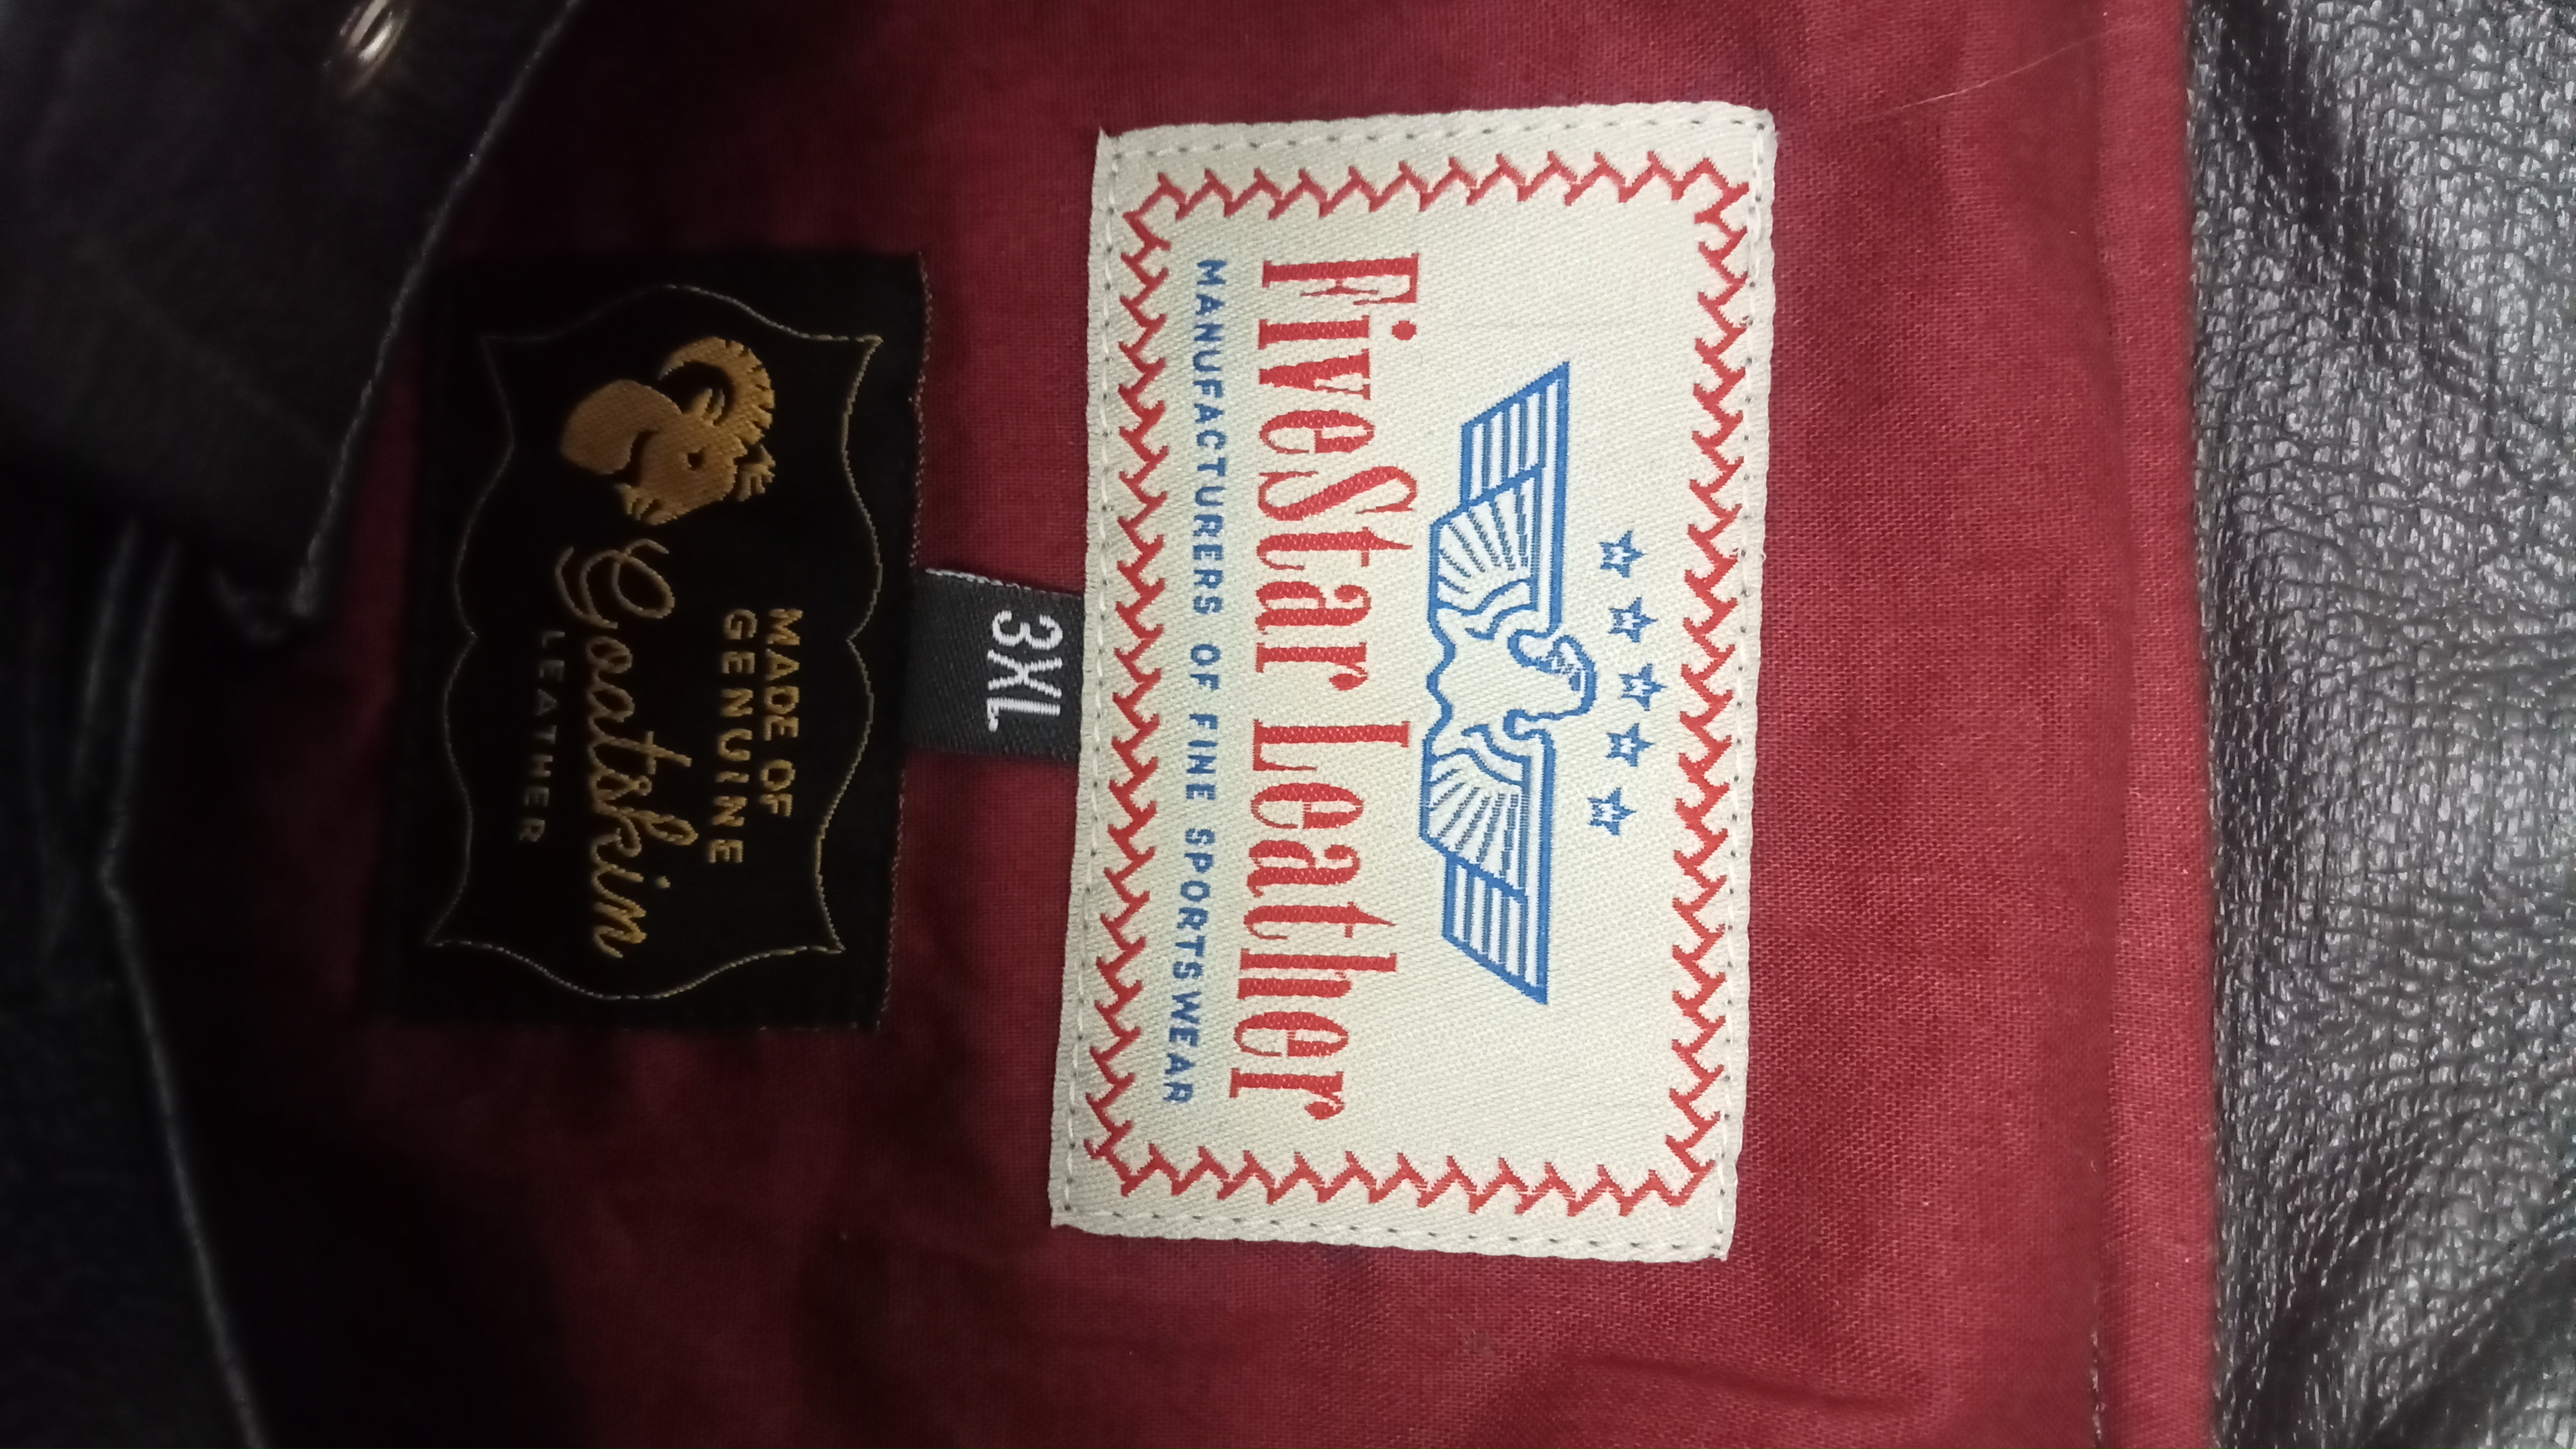 FiveStar Leather
MANUFACTURERS OF FINE SPORTSWEAR
3XL
MADE OF
GENUINE
Goatskin
LEATHER